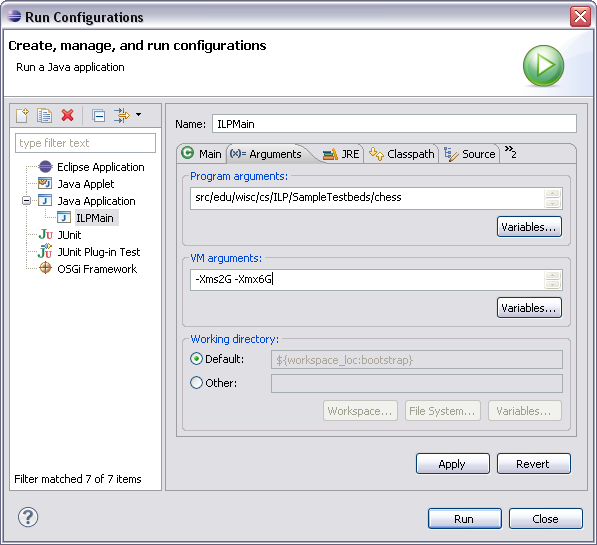 Run Configurations
Create, manage, and run configurations
Run a Java application
type filter text
Eclipse Application
Java Applet
Java Application
ILPMain
JUnit
JUnit Plug-in Test
OSGi Framework
Filter matched 7 of 7 items
Name: ILPMain
Main (x)= Arguments JRE Classpath Source »2
Program arguments:
src/edu/wisc/cs/ILP/SampleTestbeds/chess
Variables...
VM arguments:
-Xms2G -Xmx6G
Variables...
Working directory:
Default: ${workspace_loc:bootstrap}
Other:
Workspace... File System... Variables...
Apply Revert
Run Close